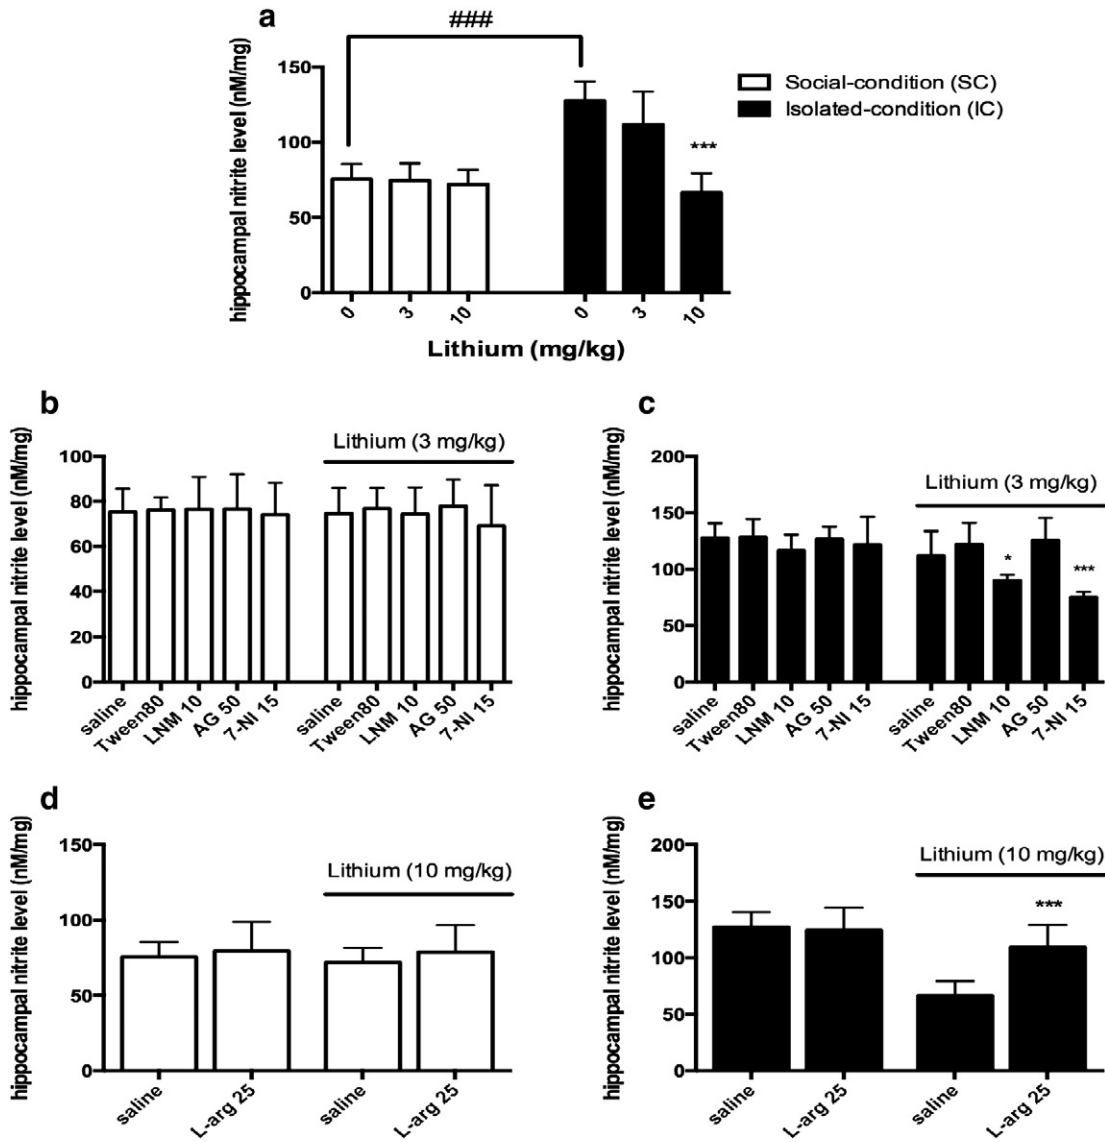 a
###
hippocampal nitrite level (nM/mg)
150
100
50
0
***
0
3
10
0
3
10
Lithium (mg/kg)
Social-condition (SC)
Isolated-condition (IC)
b
hippocampal nitrite level (nM/mg)
100
80
60
40
20
0
Lithium (3 mg/kg)
saline
Tween80
LNM 10
AG 50
7-NI 15
saline
Tween80
LNM 10
AG 50
7-NI 15
c
hippocampal nitrite level (nM/mg)
200
150
100
50
0
Lithium (3 mg/kg)
*
***
saline
Tween80
LNM 10
AG 50
7-NI 15
saline
Tween80
LNM 10
AG 50
7-NI 15
d
hippocampal nitrite level (nM/mg)
150
100
50
0
Lithium (10 mg/kg)
saline
L-arg 25
saline
L-arg 25
e
hippocampal nitrite level (nM/mg)
200
150
100
50
0
Lithium (10 mg/kg)
***
saline
L-arg 25
saline
L-arg 25